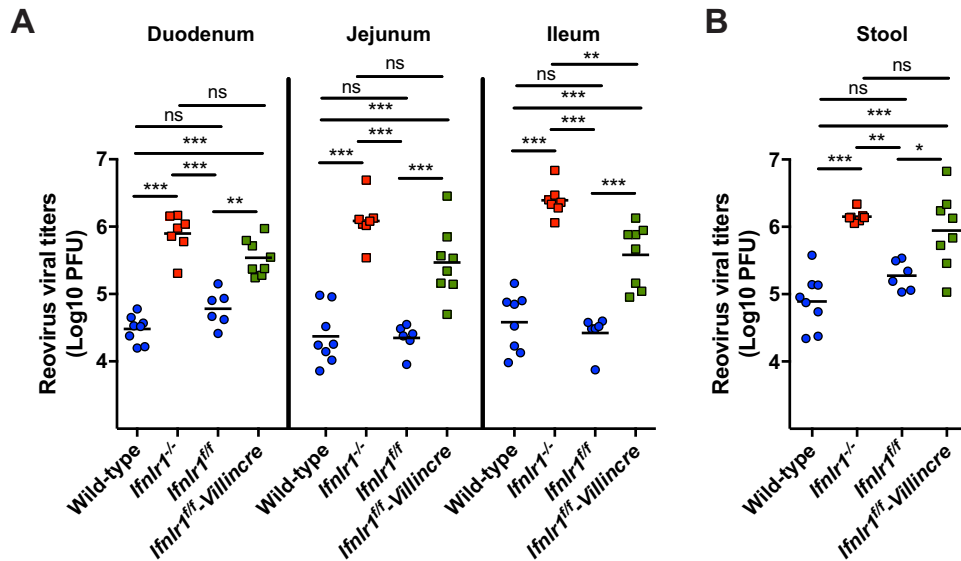 A
B
Duodenum
Jejunum
Ileum
Stool
Reovirus viral titers
(Log10 PFU)
6
5
4
ns
ns
***
***
***
**
ns
ns
***
***
***
***
**
ns
***
***
***
***
Wild-type
Ifnlr1-/-
Ifnlr1f/f
Ifnlr1f/f-Villincre
Wild-type
Ifnlr1-/-
Ifnlr1f/f
Ifnlr1f/f-Villincre
Wild-type
Ifnlr1-/-
Ifnlr1f/f
Ifnlr1f/f-Villincre
Reovirus viral titers
(Log10 PFU)
7
6
5
4
ns
ns
***
**
***
*
Wild-type
Ifnlr1-/-
Ifnlr1f/f
Ifnlr1f/f-Villincre